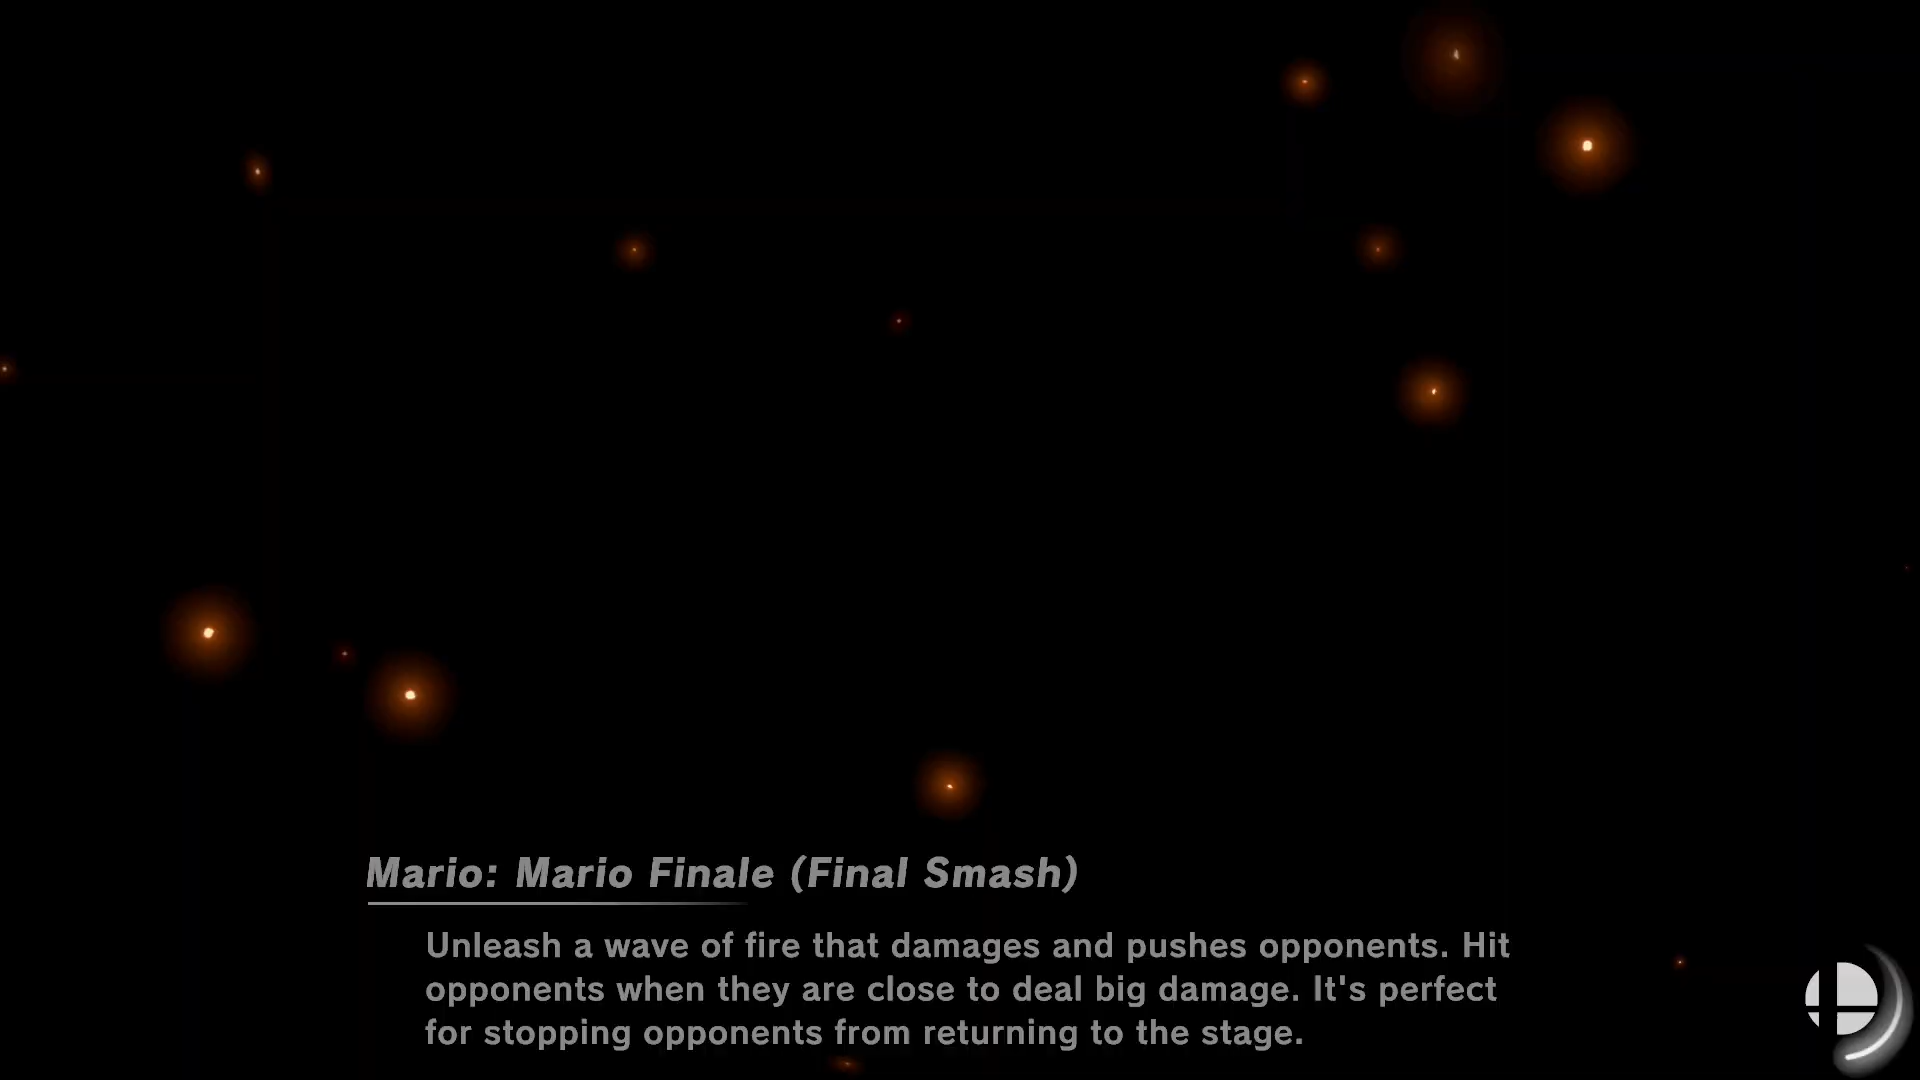 Mario: Mario Finale (Final Smash)
Unleash a wave of fire that damages and pushes opponents. Hit
opponents when they are close to deal big damage. It's perfect
for stopping opponents from returning to the stage.